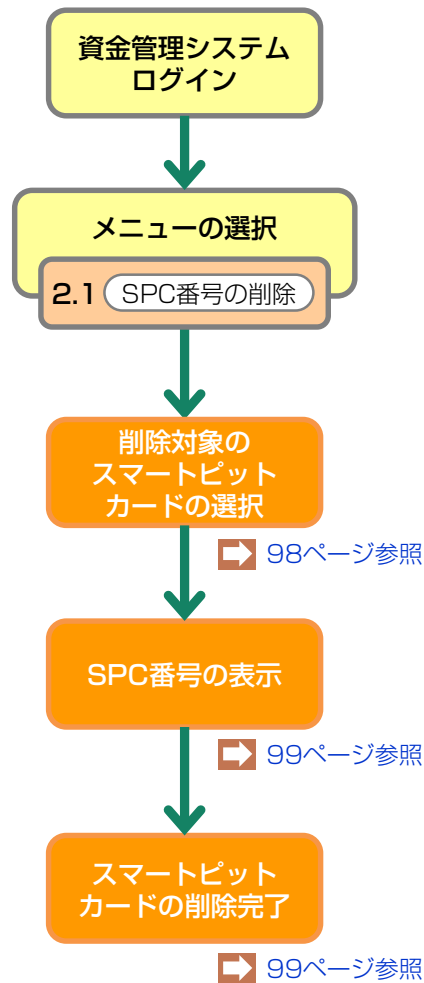 資金管理システム
ログイン
メニューの選択
2.1 SPC番号の削除
削除対象の
スマートピット
カードの選択
98ページ参照
SPC番号の表示
99ページ参照
スマートピット
カードの削除完了
99ページ参照